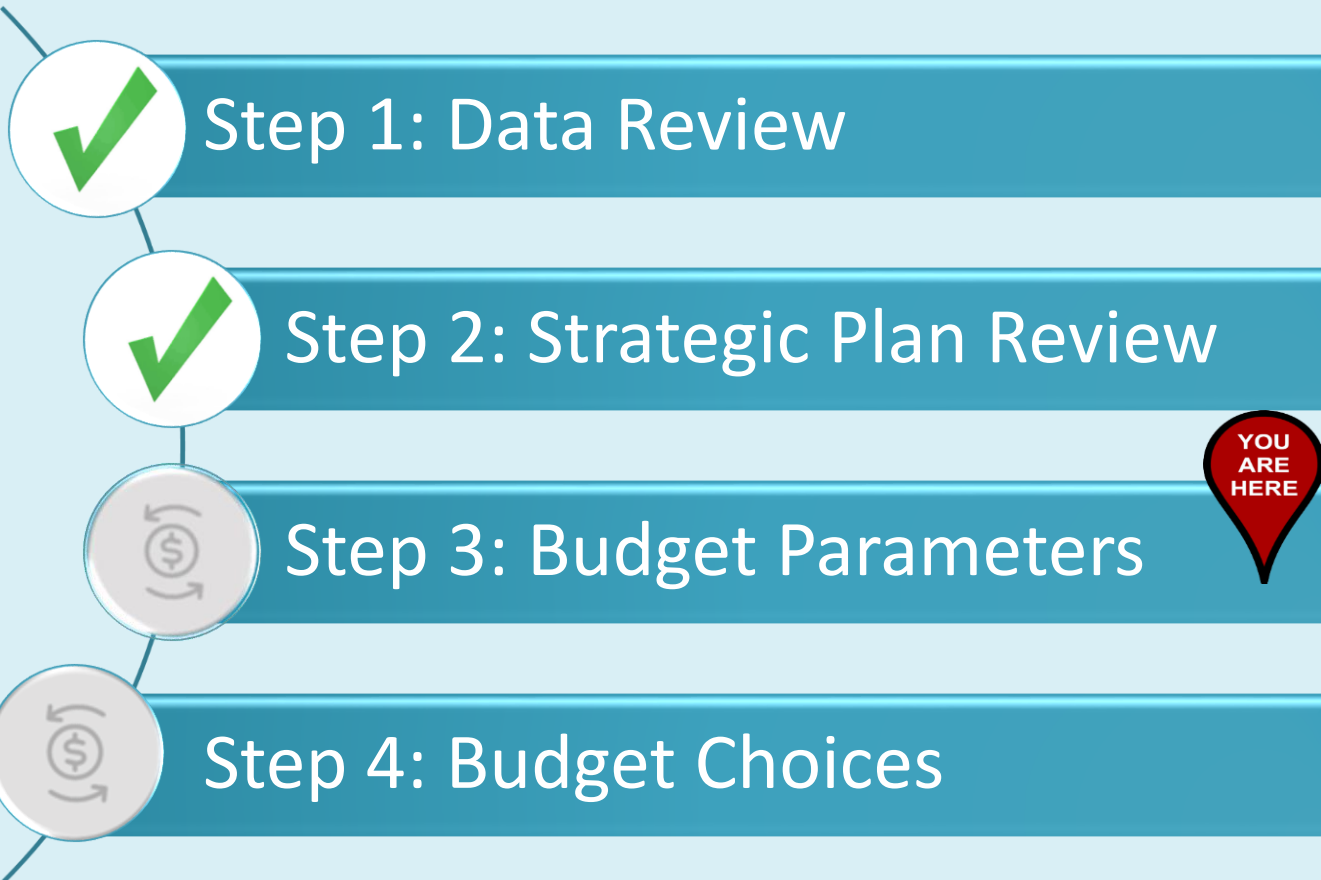 Step 1: Data Review
Step 2: Strategic Plan Review
YOU
ARE
HERE
Step 3: Budget Parameters
$
Step 4: Budget Choices
$